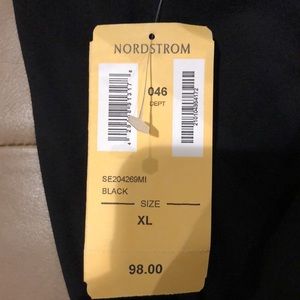 NORDSTROM
046
DEPT
SE204269MI
BLACK
SIZE
XL
98.00